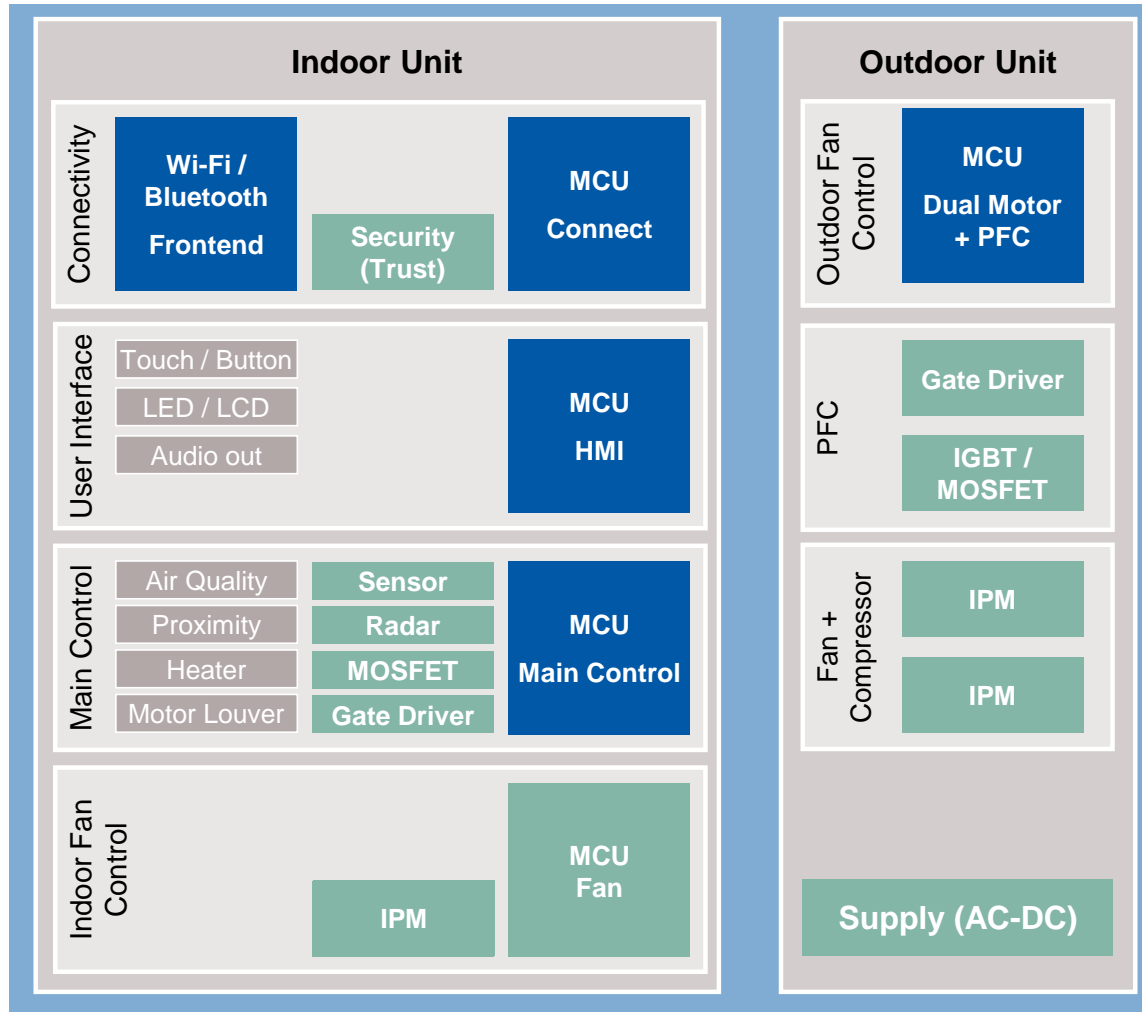 Indoor Unit
Connectivity
Wi-Fi /
Bluetooth
Frontend
Security
(Trust)
MCU
Connect
User Interface
Touch / Button
LED / LCD
Audio out
MCU
HMI
Main Control
Air Quality
Proximity
Heater
Motor Louver
Sensor
Radar
MOSFET
Gate Driver
MCU
Main Control
Indoor Fan
Control
IPM
MCU
Fan
Outdoor Unit
Outdoor Fan
Control
MCU
Dual Motor
+ PFC
PFC
Gate Driver
IGBT /
MOSFET
Fan +
Compressor
IPM
IPM
Supply (AC-DC)